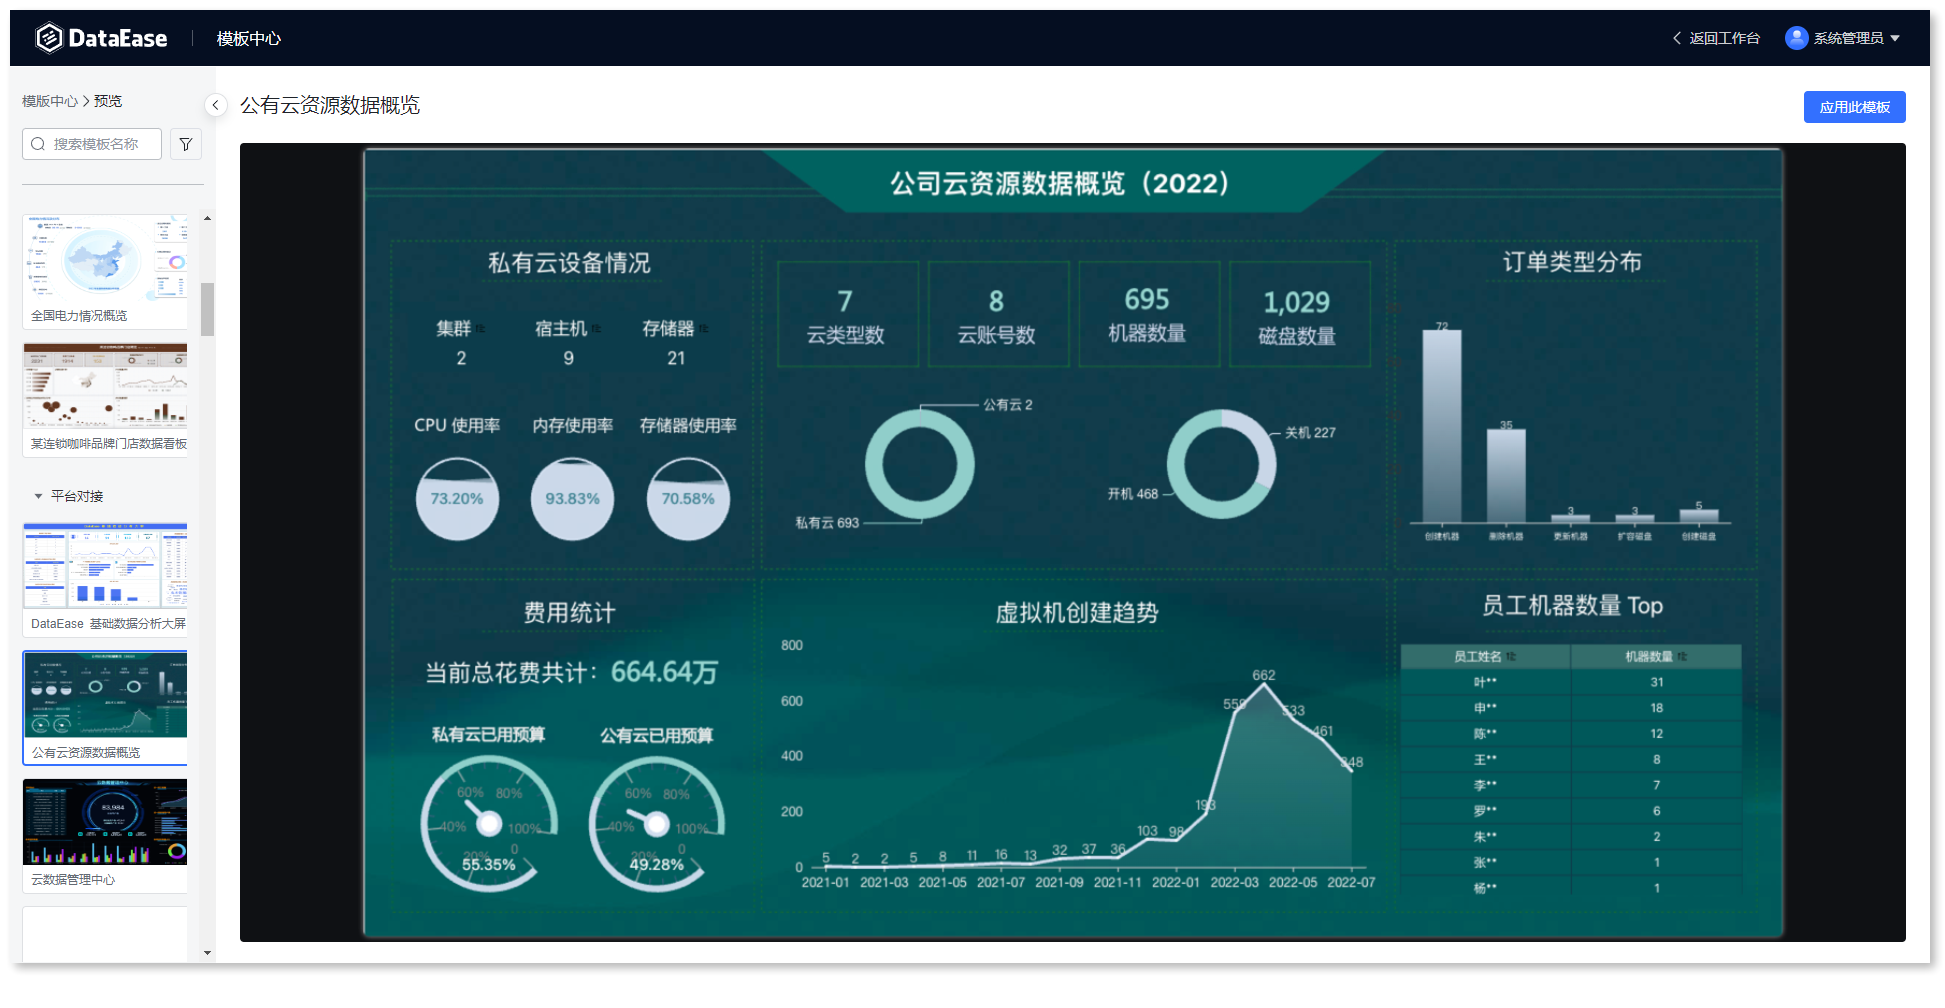 DataEase
模板中心
返回工作台
系统管理员
模版中心 > 预览
搜索模板名称
全国电力情况概览
某连锁咖啡品牌门店数据看板
平台对接
DataEase 基础数据分析大屏
公有云资源数据概览
云数据管理中心
公有云资源数据概览
应用此模板
公司云资源数据概览（2022）
私有云设备情况
集群 宿主机 存储器
2 9 21
CPU 使用率 内存使用率 存储器使用率
73.20% 93.83% 70.58%
7 8 695 1,029
云类型数 云账号数 机器数量 磁盘数量
公有云 2
私有云 693
关机 227
开机 468
订单类型分布
72
35
3
3
5
创建机器 删除机器 更新机器 扩容磁盘 创建磁盘
费用统计
当前总花费共计：664.64万
私有云已用预算 公有云已用预算
60% 80%
40% 100%
20% 0
55.35%
60% 80%
40% 100%
20% 0
49.28%
虚拟机创建趋势
800
600
400
200
0
5 2 2 5 8 11 16 13 32 37 36 103 98 193 559 662 533 461 348
2021-01 2021-03 2021-05 2021-07 2021-09 2021-11 2022-01 2022-03 2022-05 2022-07
员工机器数量 Top
员工姓名 机器数量
叶** 31
申** 18
陈** 12
王** 8
李** 7
罗** 6
朱** 2
张** 1
杨** 1